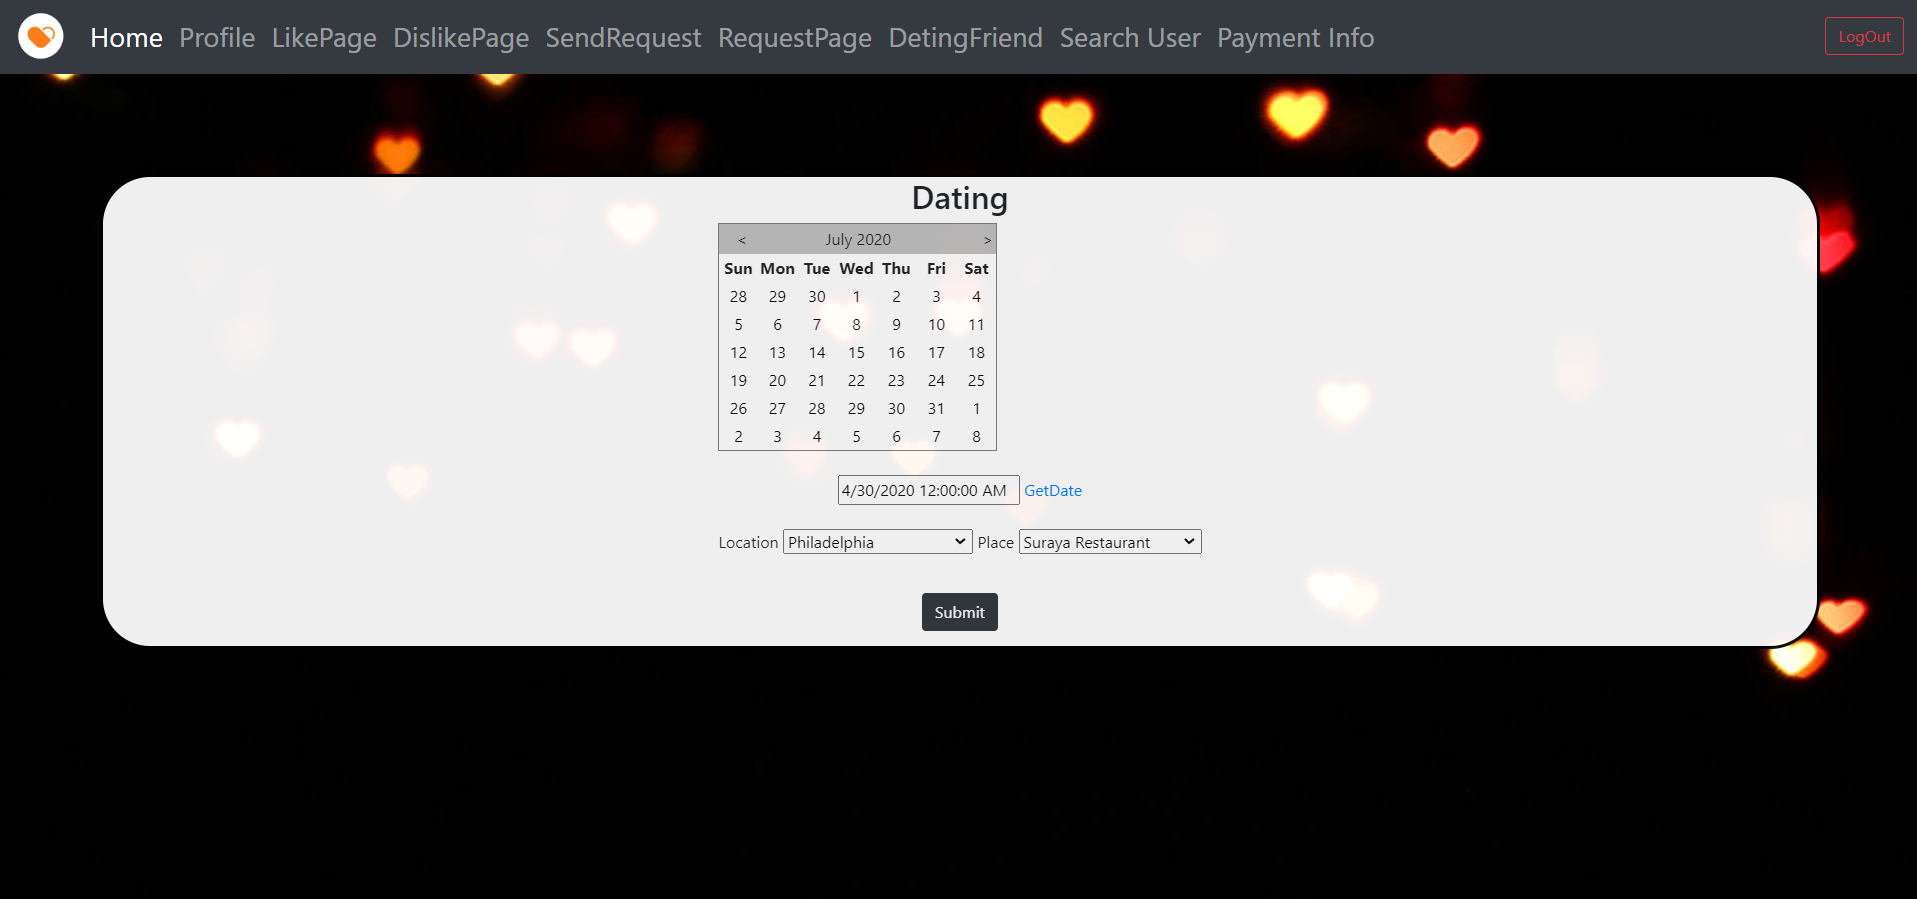 Home Profile LikePage DislikePage SendRequest RequestPage DetingFriend Search User Payment Info LogOut
Dating
< July 2020 >
Sun Mon Tue Wed Thu Fri Sat
28 29 30 1 2 3 4
5 6 7 8 9 10 11
12 13 14 15 16 17 18
19 20 21 22 23 24 25
26 27 28 29 30 31 1
2 3 4 5 6 7 8
4/30/2020 12:00:00 AM GetDate
Location Philadelphia Place Suraya Restaurant
Submit